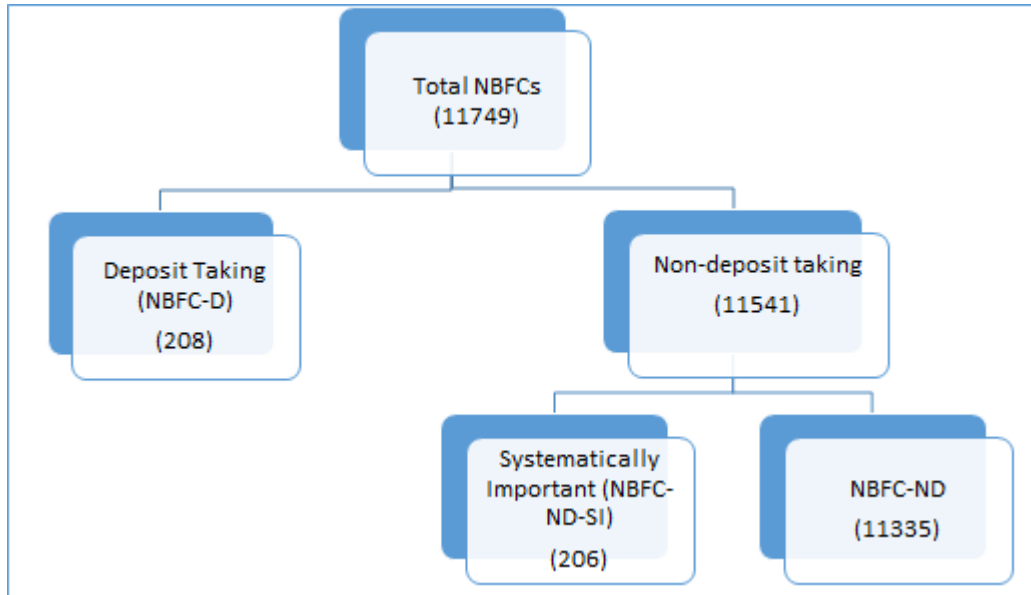 Total NBFCs
(11749)
Deposit Taking
(NBFC-D)
(208)
Non-deposit taking
(11541)
Systematically
Important (NBFC-
ND-SI)
(206)
NBFC-ND
(11335)